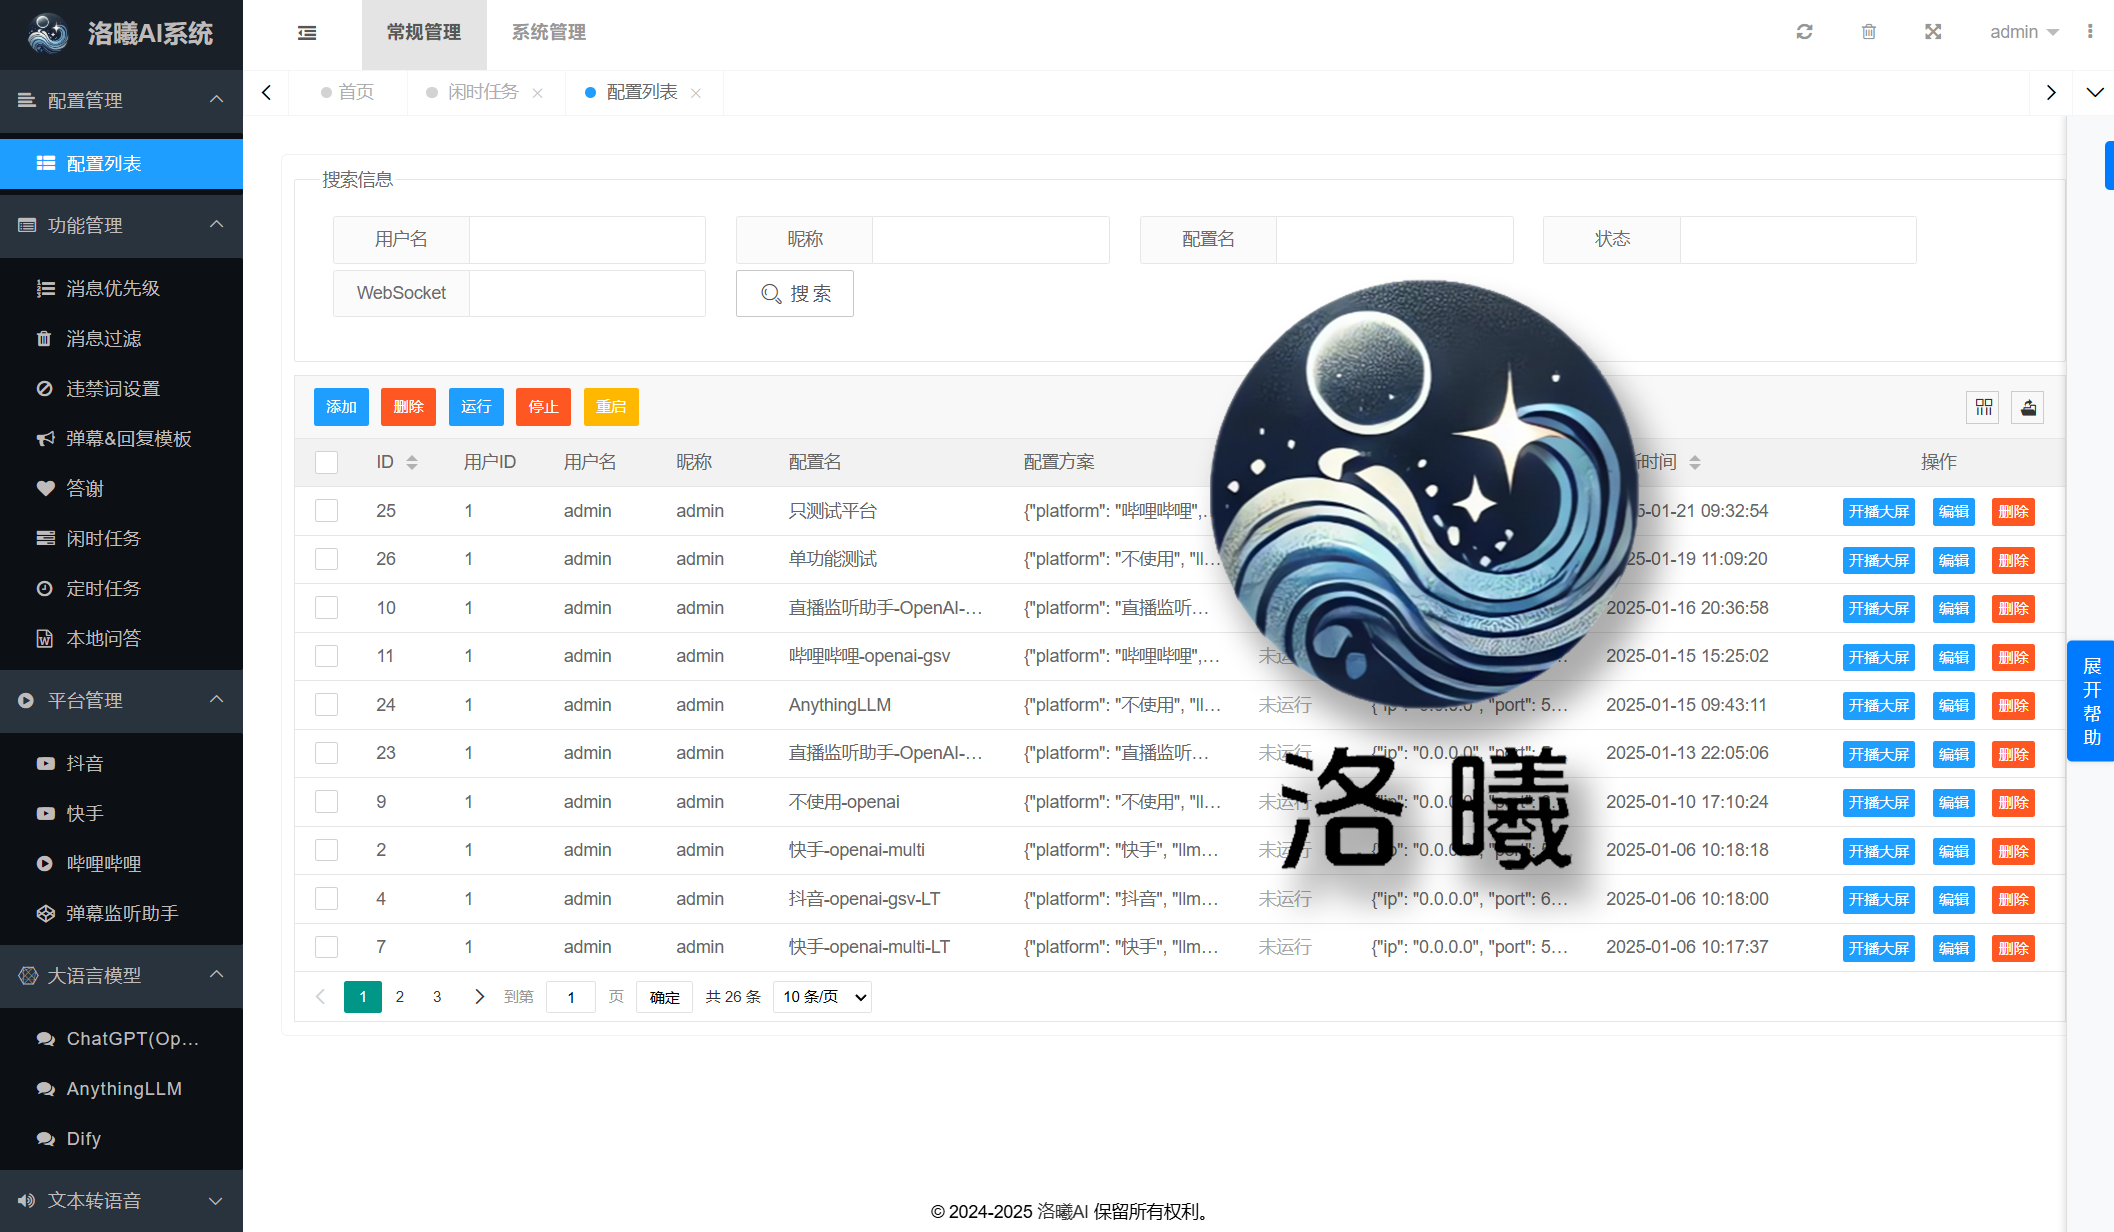 洛曦AI系统
常规管理
系统管理
admin
首页
闲时任务
配置列表
配置管理
配置列表
功能管理
消息优先级
消息过滤
违禁词设置
弹幕&回复模板
答谢
闲时任务
定时任务
本地问答
平台管理
抖音
快手
哔哩哔哩
弹幕监听助手
大语言模型
ChatGPT(Op...
AnythingLLM
Dify
文本转语音
搜索信息
用户名
昵称
配置名
状态
WebSocket
搜 索
添加 删除 运行 停止 重启
ID 用户ID 用户名 昵称 配置名 配置方案 新时间 操作
25 1 admin admin 只测试平台 {"platform": "哔哩哔哩",... 5-01-21 09:32:54 开播大屏 编辑 删除
26 1 admin admin 单功能测试 {"platform": "不使用", "ll... 25-01-19 11:09:20 开播大屏 编辑 删除
10 1 admin admin 直播监听助手-OpenAI-... {"platform": "直播监听... 2025-01-16 20:36:58 开播大屏 编辑 删除
11 1 admin admin 哔哩哔哩-openai-gsv {"platform": "哔哩哔哩",... 未运行 2025-01-15 15:25:02 开播大屏 编辑 删除
24 1 admin admin AnythingLLM {"platform": "不使用", "ll... 未运行 {"ip": "0.0.0.0", "port": 5... 2025-01-15 09:43:11 开播大屏 编辑 删除
23 1 admin admin 直播监听助手-OpenAI-... {"platform": "直播监听... 未运行 {"ip": "0.0.0.0", 2025-01-13 22:05:06 开播大屏 编辑 删除
9 1 admin admin 不使用-openai {"platform": "不使用", "ll... 未运行 2025-01-10 17:10:24 开播大屏 编辑 删除
2 1 admin admin 快手-openai-multi {"platform": "快手", "llm... 未运行 2025-01-06 10:18:18 开播大屏 编辑 删除
4 1 admin admin 抖音-openai-gsv-LT {"platform": "抖音", "llm... 未运行 {"ip": "0.0.0.0", "port": 6... 2025-01-06 10:18:00 开播大屏 编辑 删除
7 1 admin admin 快手-openai-multi-LT {"platform": "快手", "llm... 未运行 {"ip": "0.0.0.0", "port": 5... 2025-01-06 10:17:37 开播大屏 编辑 删除
洛曦
1 2 3 到第 1 页 确定 共 26 条 10 条/页
展开帮助
© 2024-2025 洛曦AI 保留所有权利。